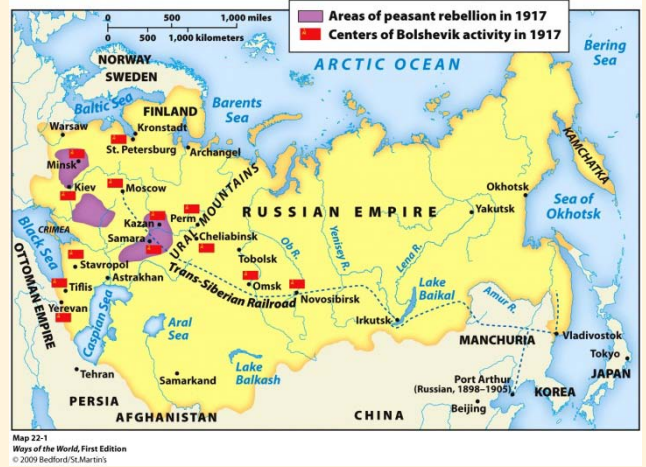 0 500 1,000 miles
0 500 1,000 kilometers
Areas of peasant rebellion in 1917
Centers of Bolshevik activity in 1917
Bering
Sea
ARCTIC OCEAN
NORWAY
SWEDEN
Baltic Sea
FINLAND
Barents
Sea
Warsaw
Kronstadt
St. Petersburg
Archangel
Minsk
Kiev
Moscow
KAMCHATKA
Okhotsk
Sea of
Okhotsk
Yakutsk
RUSSIAN EMPIRE
URAL MOUNTAINS
Kazan
Perm
Samara
Cheliabinsk
CRIMEA
Black Sea
OTTOMAN EMPIRE
Stavropol
Astrakhan
Tiflis
Yerevan
Caspian Sea
Tobolsk
Ob R.
Yenisey R.
Lena R.
Trans-Siberian Railroad
Omsk
Novosibirsk
Lake
Baikal
Amur R.
Irkutsk
Aral
Sea
Lake
Balkash
MANCHURIA
Vladivostok
Tokyo
JAPAN
Tehran
Samarkand
Port Arthur
(Russian, 1898–1905)
KOREA
Beijing
PERSIA
AFGHANISTAN
CHINA
Map 22-1
Ways of the World, First Edition
© 2009 Bedford/St.Martin's